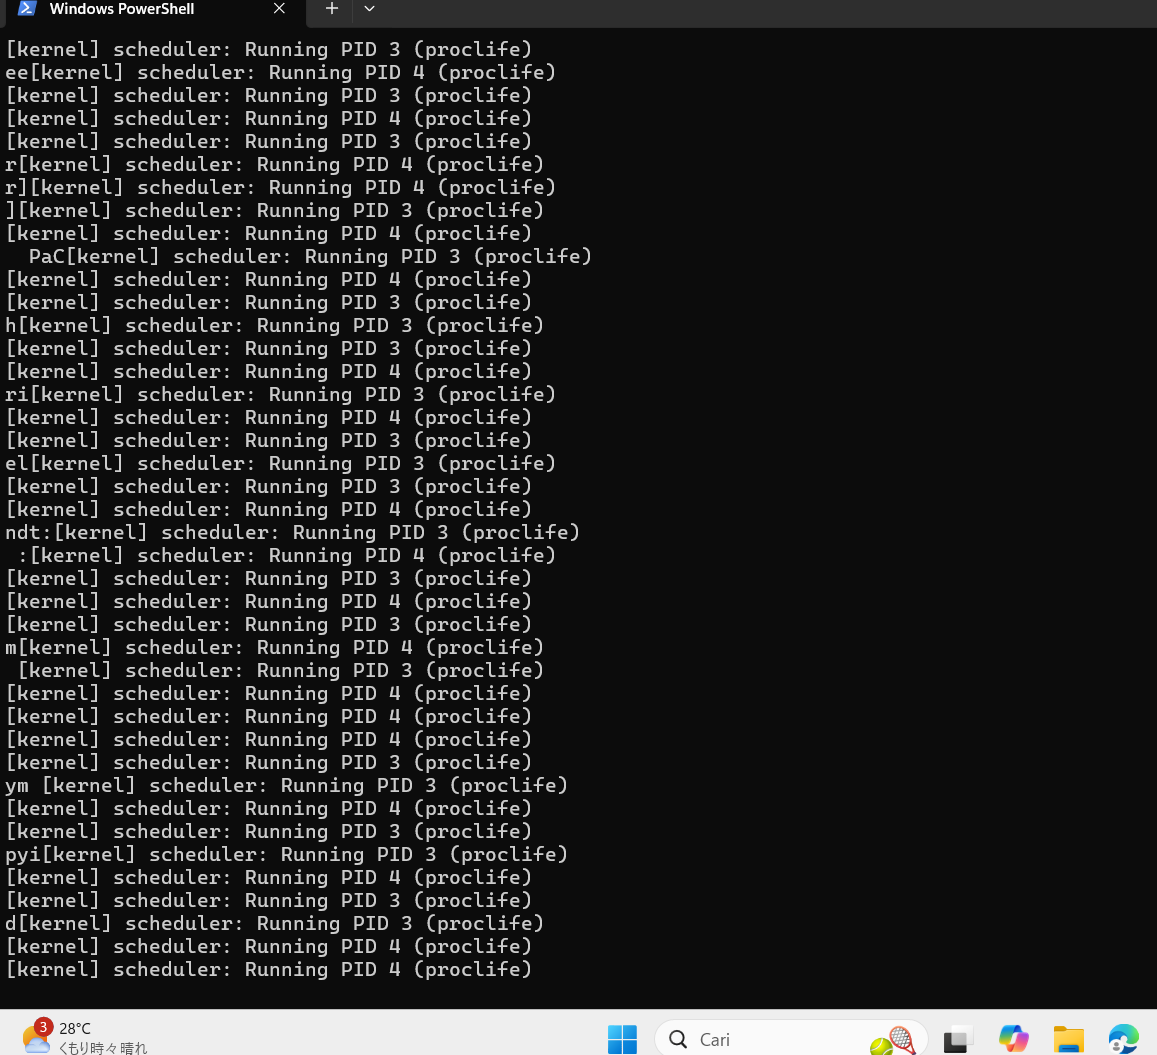 Windows PowerShell
[kernel] scheduler: Running PID 3 (proclife)
ee[kernel] scheduler: Running PID 4 (proclife)
[kernel] scheduler: Running PID 3 (proclife)
[kernel] scheduler: Running PID 4 (proclife)
[kernel] scheduler: Running PID 3 (proclife)
r[kernel] scheduler: Running PID 4 (proclife)
r][kernel] scheduler: Running PID 4 (proclife)
][kernel] scheduler: Running PID 3 (proclife)
[kernel] scheduler: Running PID 4 (proclife)
  PaC[kernel] scheduler: Running PID 3 (proclife)
[kernel] scheduler: Running PID 4 (proclife)
[kernel] scheduler: Running PID 3 (proclife)
h[kernel] scheduler: Running PID 3 (proclife)
[kernel] scheduler: Running PID 3 (proclife)
[kernel] scheduler: Running PID 4 (proclife)
ri[kernel] scheduler: Running PID 3 (proclife)
[kernel] scheduler: Running PID 4 (proclife)
[kernel] scheduler: Running PID 3 (proclife)
el[kernel] scheduler: Running PID 3 (proclife)
[kernel] scheduler: Running PID 3 (proclife)
[kernel] scheduler: Running PID 4 (proclife)
ndt:[kernel] scheduler: Running PID 3 (proclife)
 :[kernel] scheduler: Running PID 4 (proclife)
[kernel] scheduler: Running PID 3 (proclife)
[kernel] scheduler: Running PID 4 (proclife)
[kernel] scheduler: Running PID 3 (proclife)
m[kernel] scheduler: Running PID 4 (proclife)
 [kernel] scheduler: Running PID 3 (proclife)
[kernel] scheduler: Running PID 4 (proclife)
[kernel] scheduler: Running PID 4 (proclife)
[kernel] scheduler: Running PID 4 (proclife)
[kernel] scheduler: Running PID 3 (proclife)
ym [kernel] scheduler: Running PID 3 (proclife)
[kernel] scheduler: Running PID 4 (proclife)
[kernel] scheduler: Running PID 3 (proclife)
pyi[kernel] scheduler: Running PID 3 (proclife)
[kernel] scheduler: Running PID 4 (proclife)
[kernel] scheduler: Running PID 3 (proclife)
d[kernel] scheduler: Running PID 3 (proclife)
[kernel] scheduler: Running PID 4 (proclife)
[kernel] scheduler: Running PID 4 (proclife)
3
28°C
くもり時々晴れ
Cari